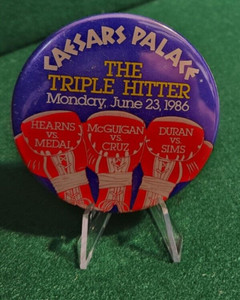 CAESARS PALACE
THE
TRIPLE HITTER
Monday, June 23, 1986
HEARNS
VS.
MEDAL
McGUIGAN
VS.
CRUZ
DURAN
VS.
SIMS